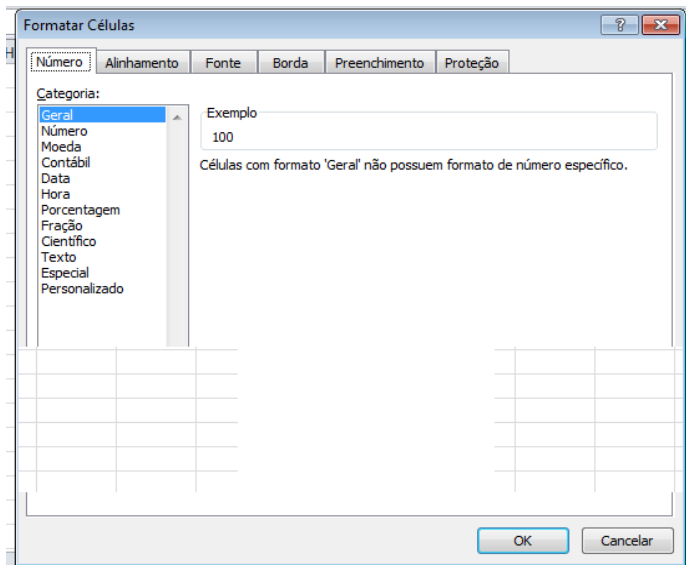 Formatar Células
H
Número Alinhamento Fonte Borda Preenchimento Proteção
Categoria:
Geral
Número
Moeda
Contábil
Data
Hora
Porcentagem
Fração
Científico
Texto
Especial
Personalizado
Exemplo
100
Células com formato 'Geral' não possuem formato de número específico.
OK Cancelar